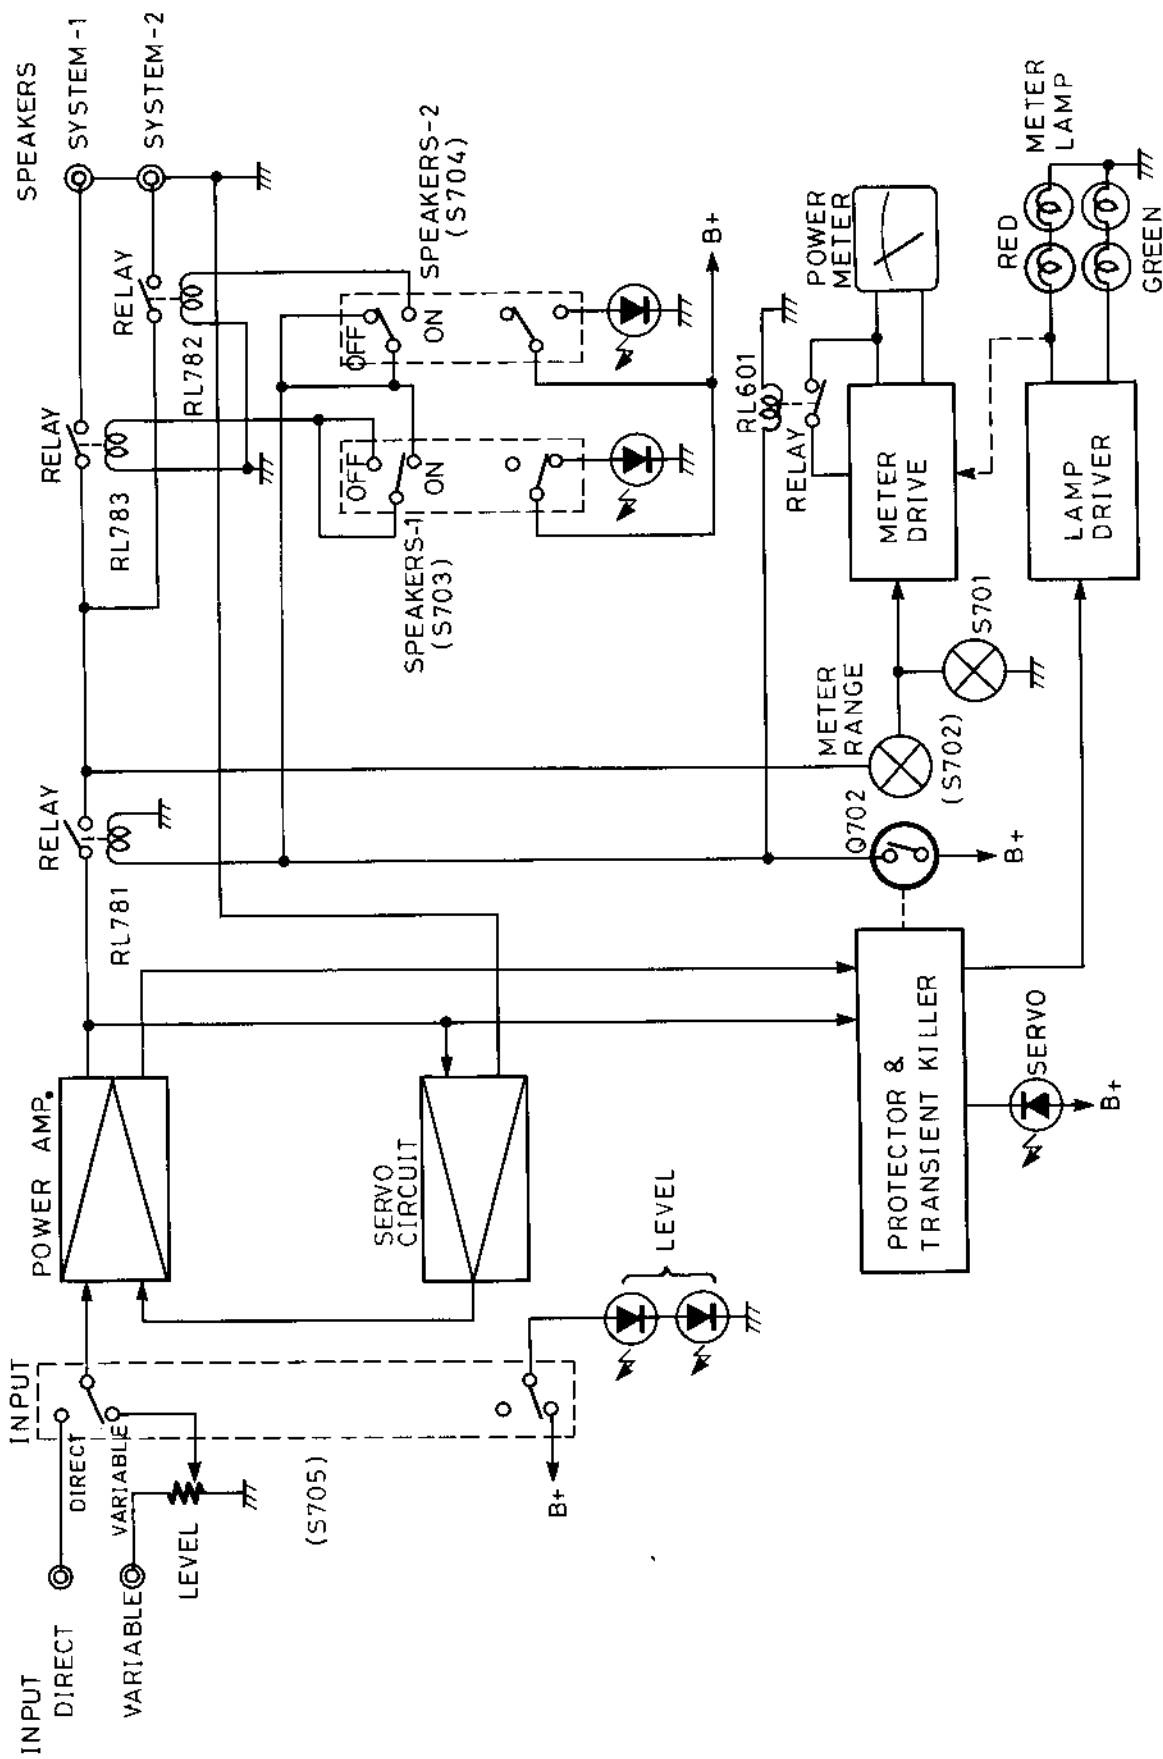 INPUT
DIRECT
VARIABLE
INPUT
DIRECT
VARIABLE
LEVEL
(S705)
B+
LEVEL
POWER AMP.
SERVO
CIRCUIT
PROTECTOR &
TRANSIENT KILLER
SERVO
B+
RL781
RELAY
Q702
B+
METER
RANGE
(S702)
S701
RL783
RELAY
RL782
RELAY
SPEAKERS
SYSTEM-1
SYSTEM-2
SPEAKERS-1
(S703)
OFF
ON
SPEAKERS-2
(S704)
OFF
ON
B+
RELAY
RL601
POWER
METER
METER
DRIVE
LAMP
DRIVER
RED
GREEN
METER
LAMP